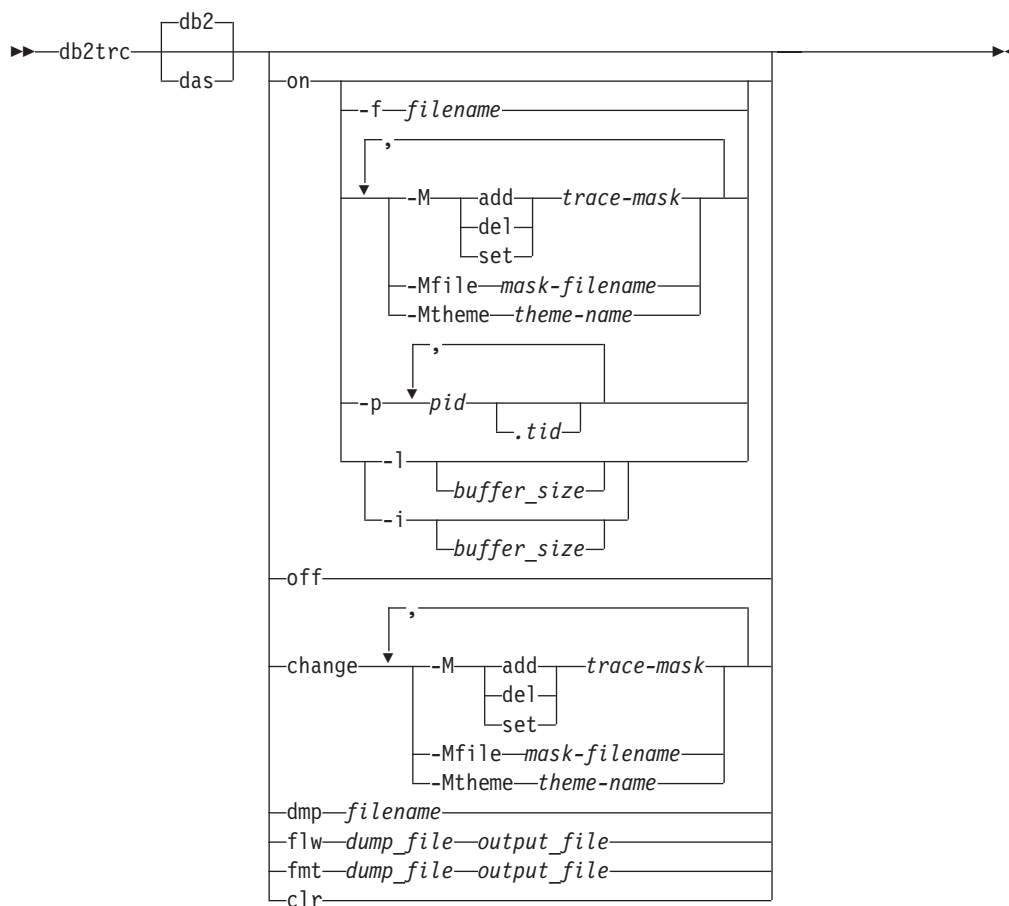 db2
db2trc
das
on
-f filename
,
-M add trace-mask
del
set
-Mfile mask-filename
-Mtheme theme-name
,
-p pid
.tid
-l
buffer_size
-i
buffer_size
off
,
change -M add trace-mask
del
set
-Mfile mask-filename
-Mtheme theme-name
dmp filename
flw dump_file output_file
fmt dump_file output_file
clr